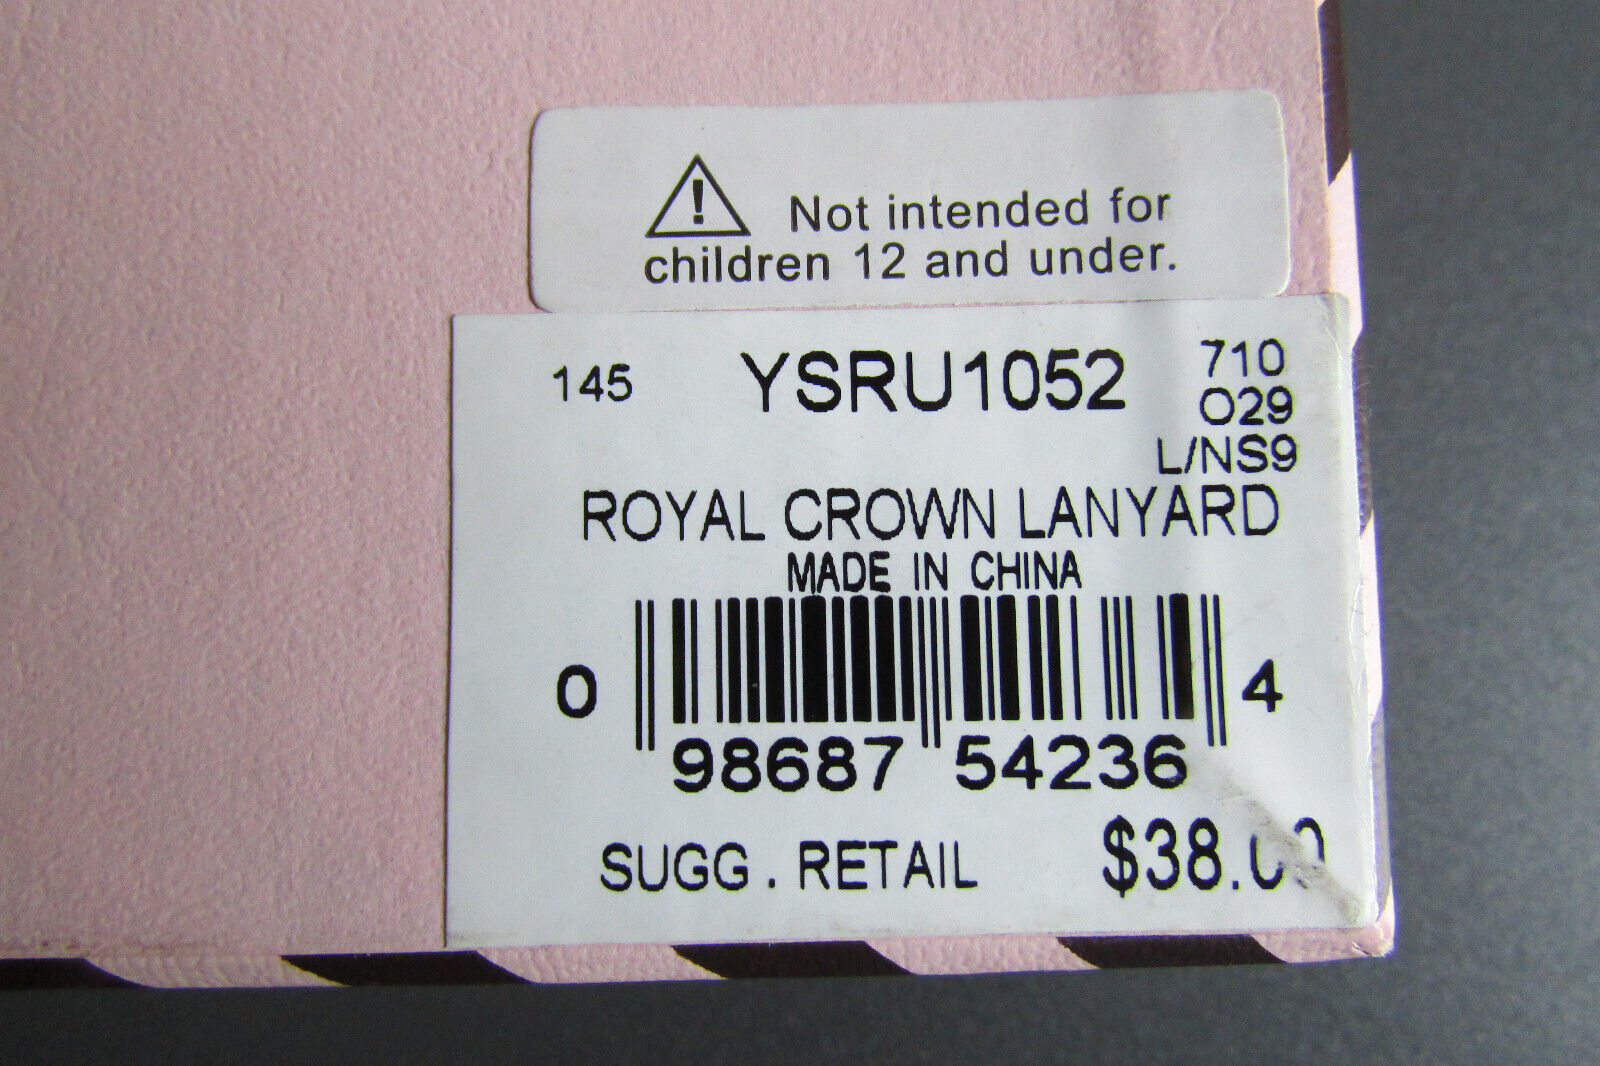 Not intended for
children 12 and under.
145 YSRU1052 710
O29
L/NS9
ROYAL CROWN LANYARD
MADE IN CHINA
0 98687 54236 4
SUGG. RETAIL $38.00